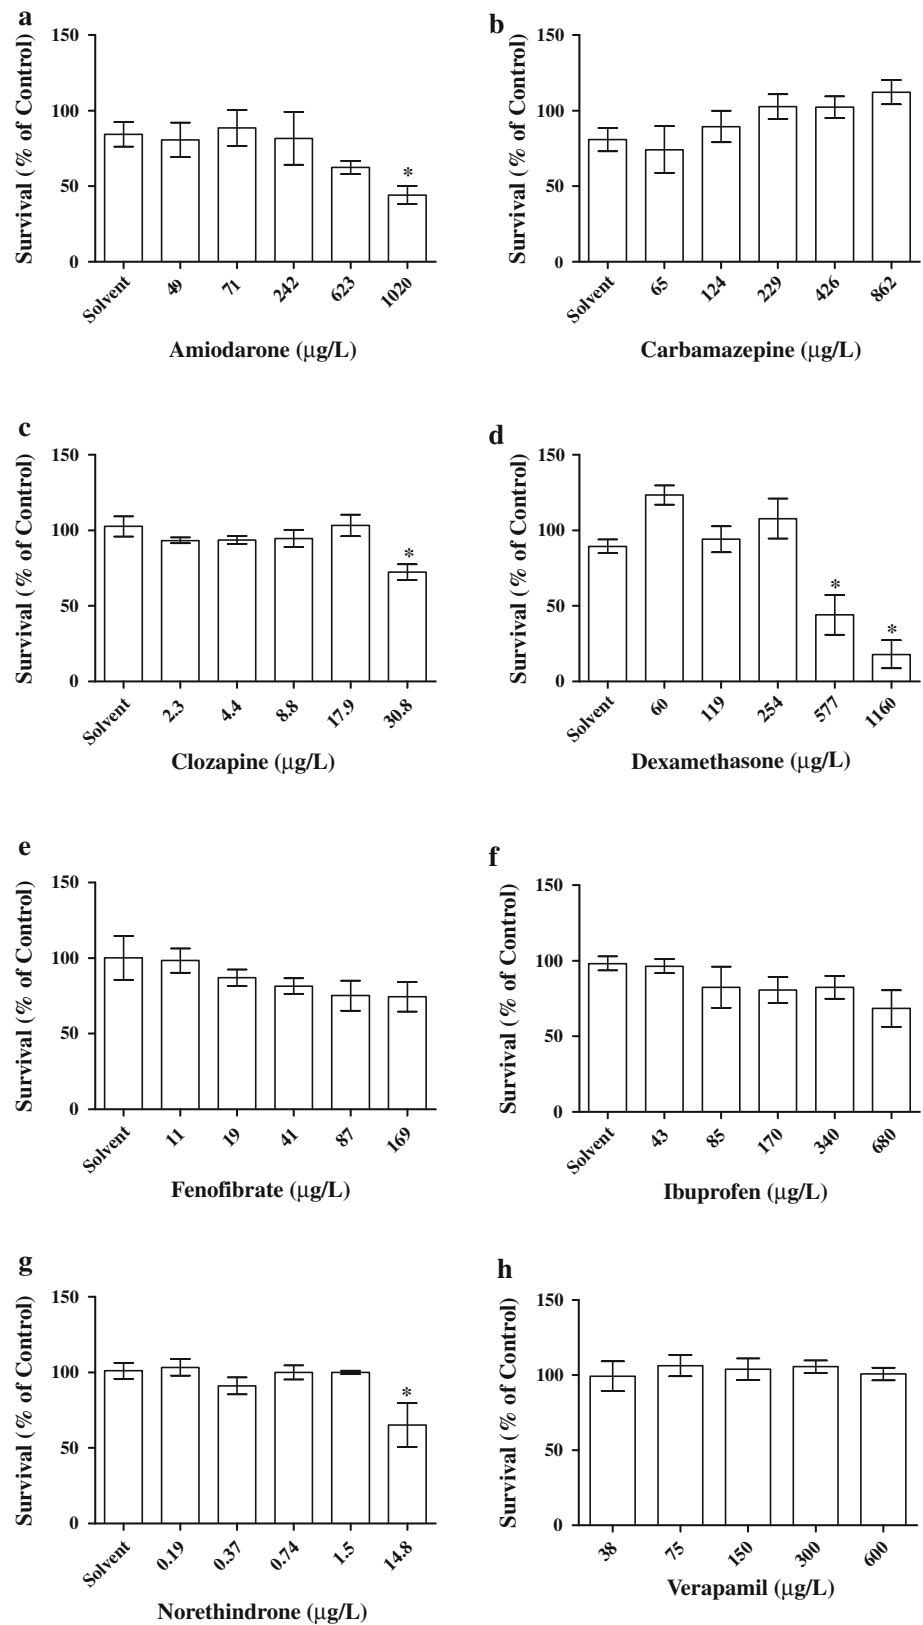 a
Survival (% of Control)
150
100
50
0
*
Solvent 49 71 242 623 1020
Amiodarone (μg/L)
b
Survival (% of Control)
150
100
50
0
Solvent 65 124 229 426 862
Carbamazepine (μg/L)
c
Survival (% of Control)
150
100
50
0
*
Solvent 2.3 4.4 8.8 17.9 30.8
Clozapine (μg/L)
d
Survival (% of Control)
150
100
50
0
* *
Solvent 60 119 254 577 1160
Dexamethasone (μg/L)
e
Survival (% of Control)
150
100
50
0
Solvent 11 19 41 87 169
Fenofibrate (μg/L)
f
Survival (% of Control)
150
100
50
0
Solvent 43 85 170 340 680
Ibuprofen (μg/L)
g
Survival (% of Control)
150
100
50
0
*
Solvent 0.19 0.37 0.74 1.5 14.8
Norethindrone (μg/L)
h
Survival (% of Control)
150
100
50
0
38 75 150 300 600
Verapamil (μg/L)